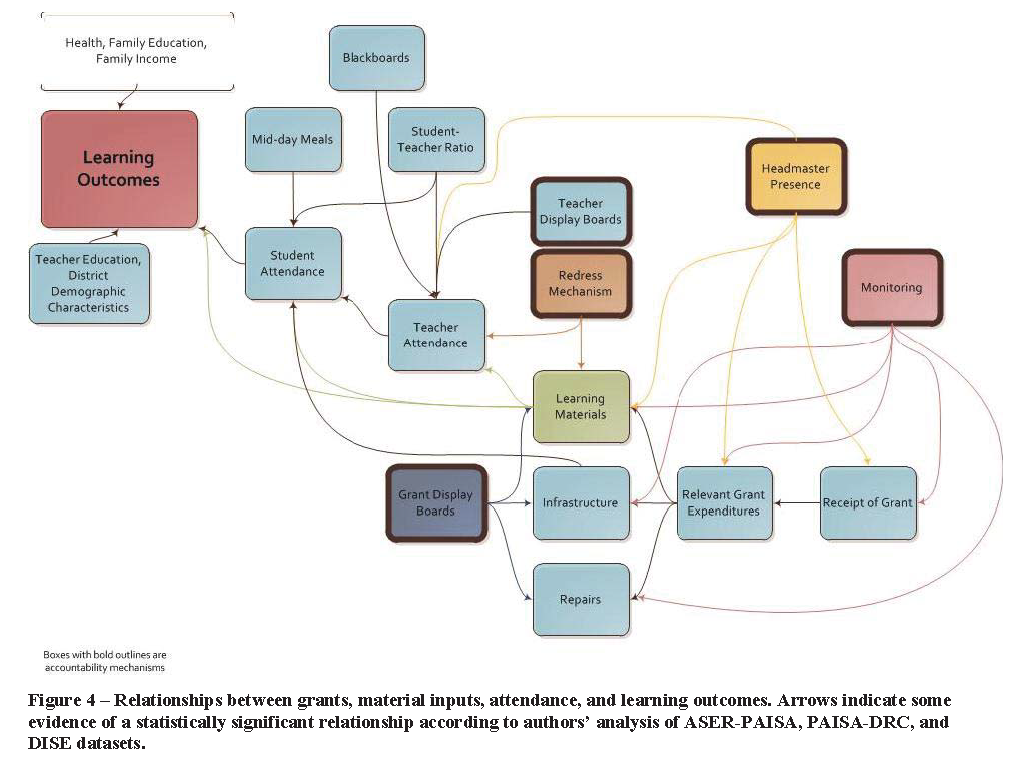 Health, Family Education,
Family Income
Blackboards
Learning
Outcomes
Mid-day Meals
Student-
Teacher Ratio
Headmaster
Presence
Teacher
Display Boards
Teacher Education,
District
Demographic
Characteristics
Student
Attendance
Redress
Mechanism
Monitoring
Teacher
Attendance
Learning
Materials
Grant Display
Boards
Infrastructure
Relevant Grant
Expenditures
Receipt of Grant
Repairs
Boxes with bold outlines are
accountability mechanisms
Figure 4 – Relationships between grants, material inputs, attendance, and learning outcomes. Arrows indicate some
evidence of a statistically significant relationship according to authors’ analysis of ASER-PAISA, PAISA-DRC, and
DISE datasets.